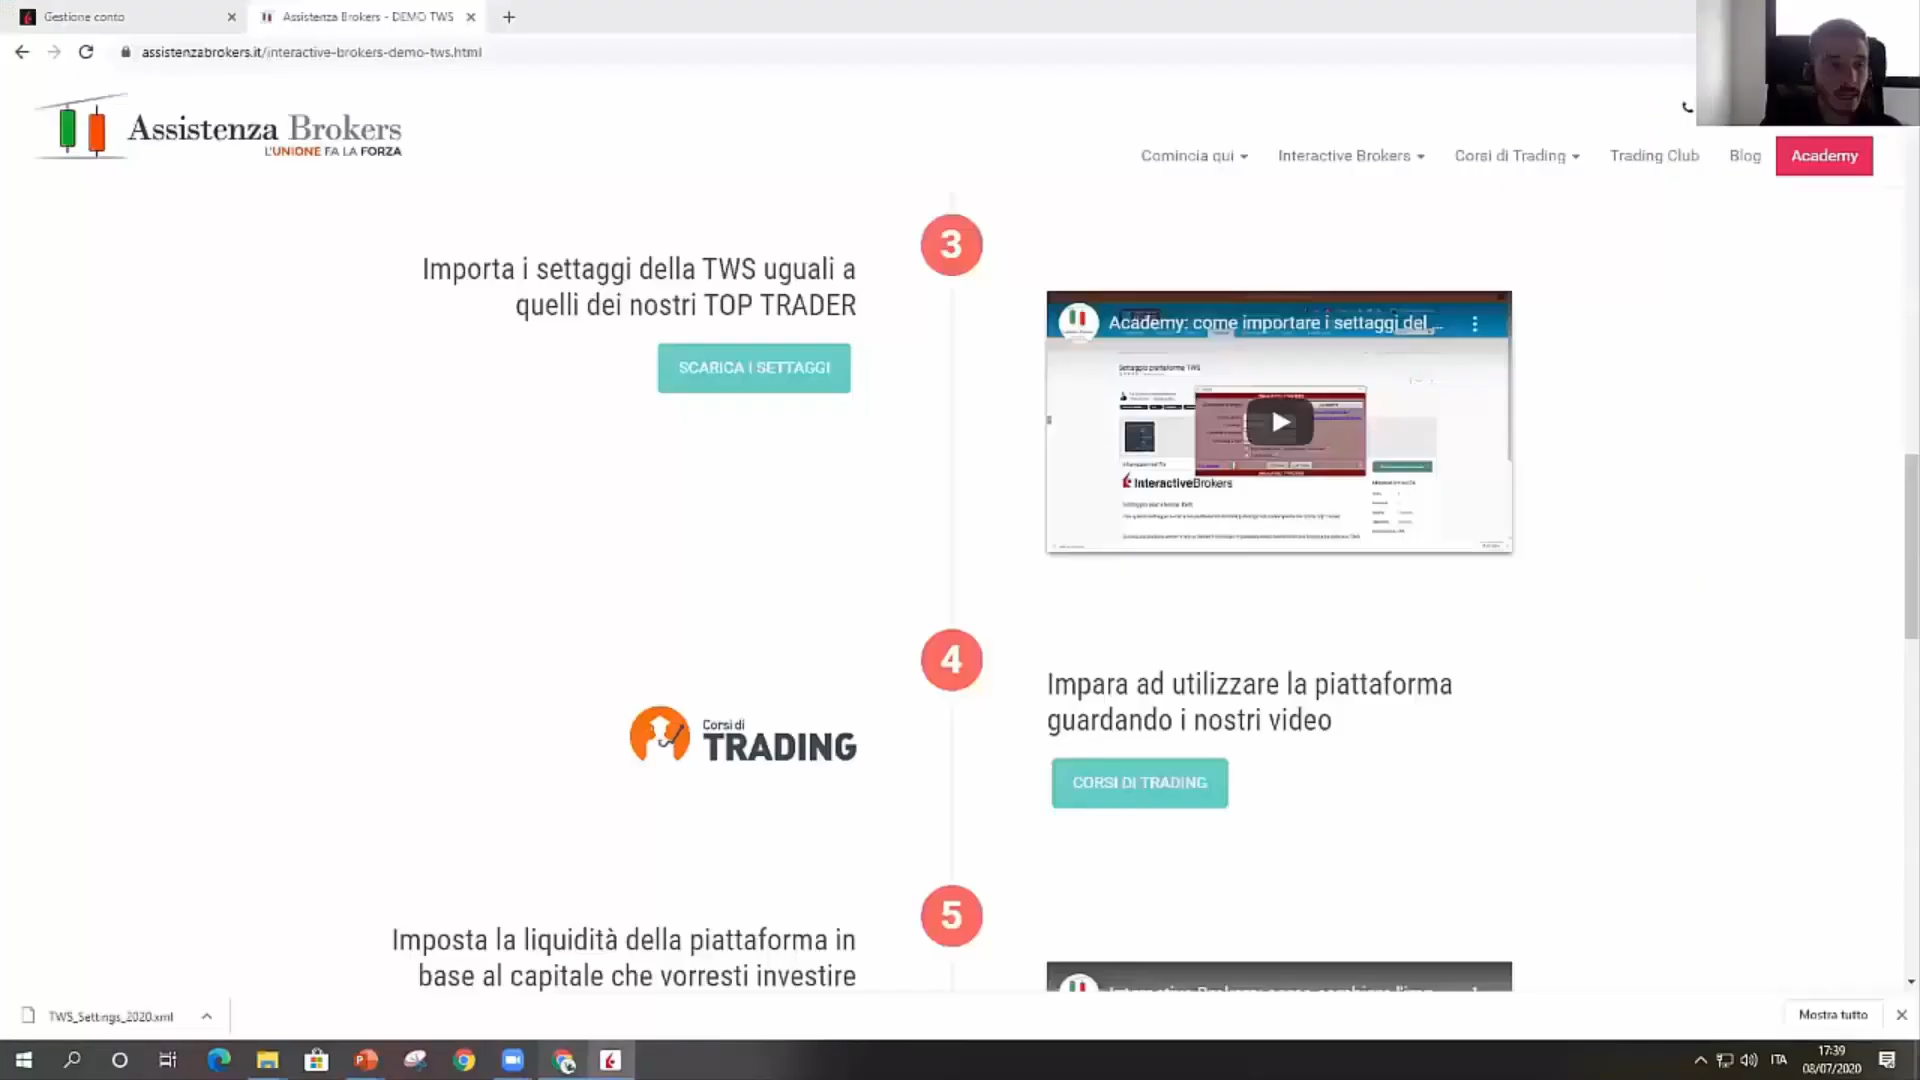 Gestione conto
Assistenza Brokers - DEMO TWS
assistenzabrokers.it/interactive-brokers-demo-tws.html
Assistenza Brokers
L'UNIONE FA LA FORZA
Comincia qui
Interactive Brokers
Corsi di Trading
Trading Club
Blog
Academy
3
Importa i settaggi della TWS uguali a
quelli dei nostri TOP TRADER
SCARICA I SETTAGGI
Academy: come importare i settaggi del ...
Settaggio piattaforma TWS
InteractiveBrokers
4
Corsi di
TRADING
Impara ad utilizzare la piattaforma
guardando i nostri video
CORSI DI TRADING
5
Imposta la liquidità della piattaforma in
base al capitale che vorresti investire
TWS_Settings_2020.xml
Mostra tutto
ITA
17:39
08/07/2020